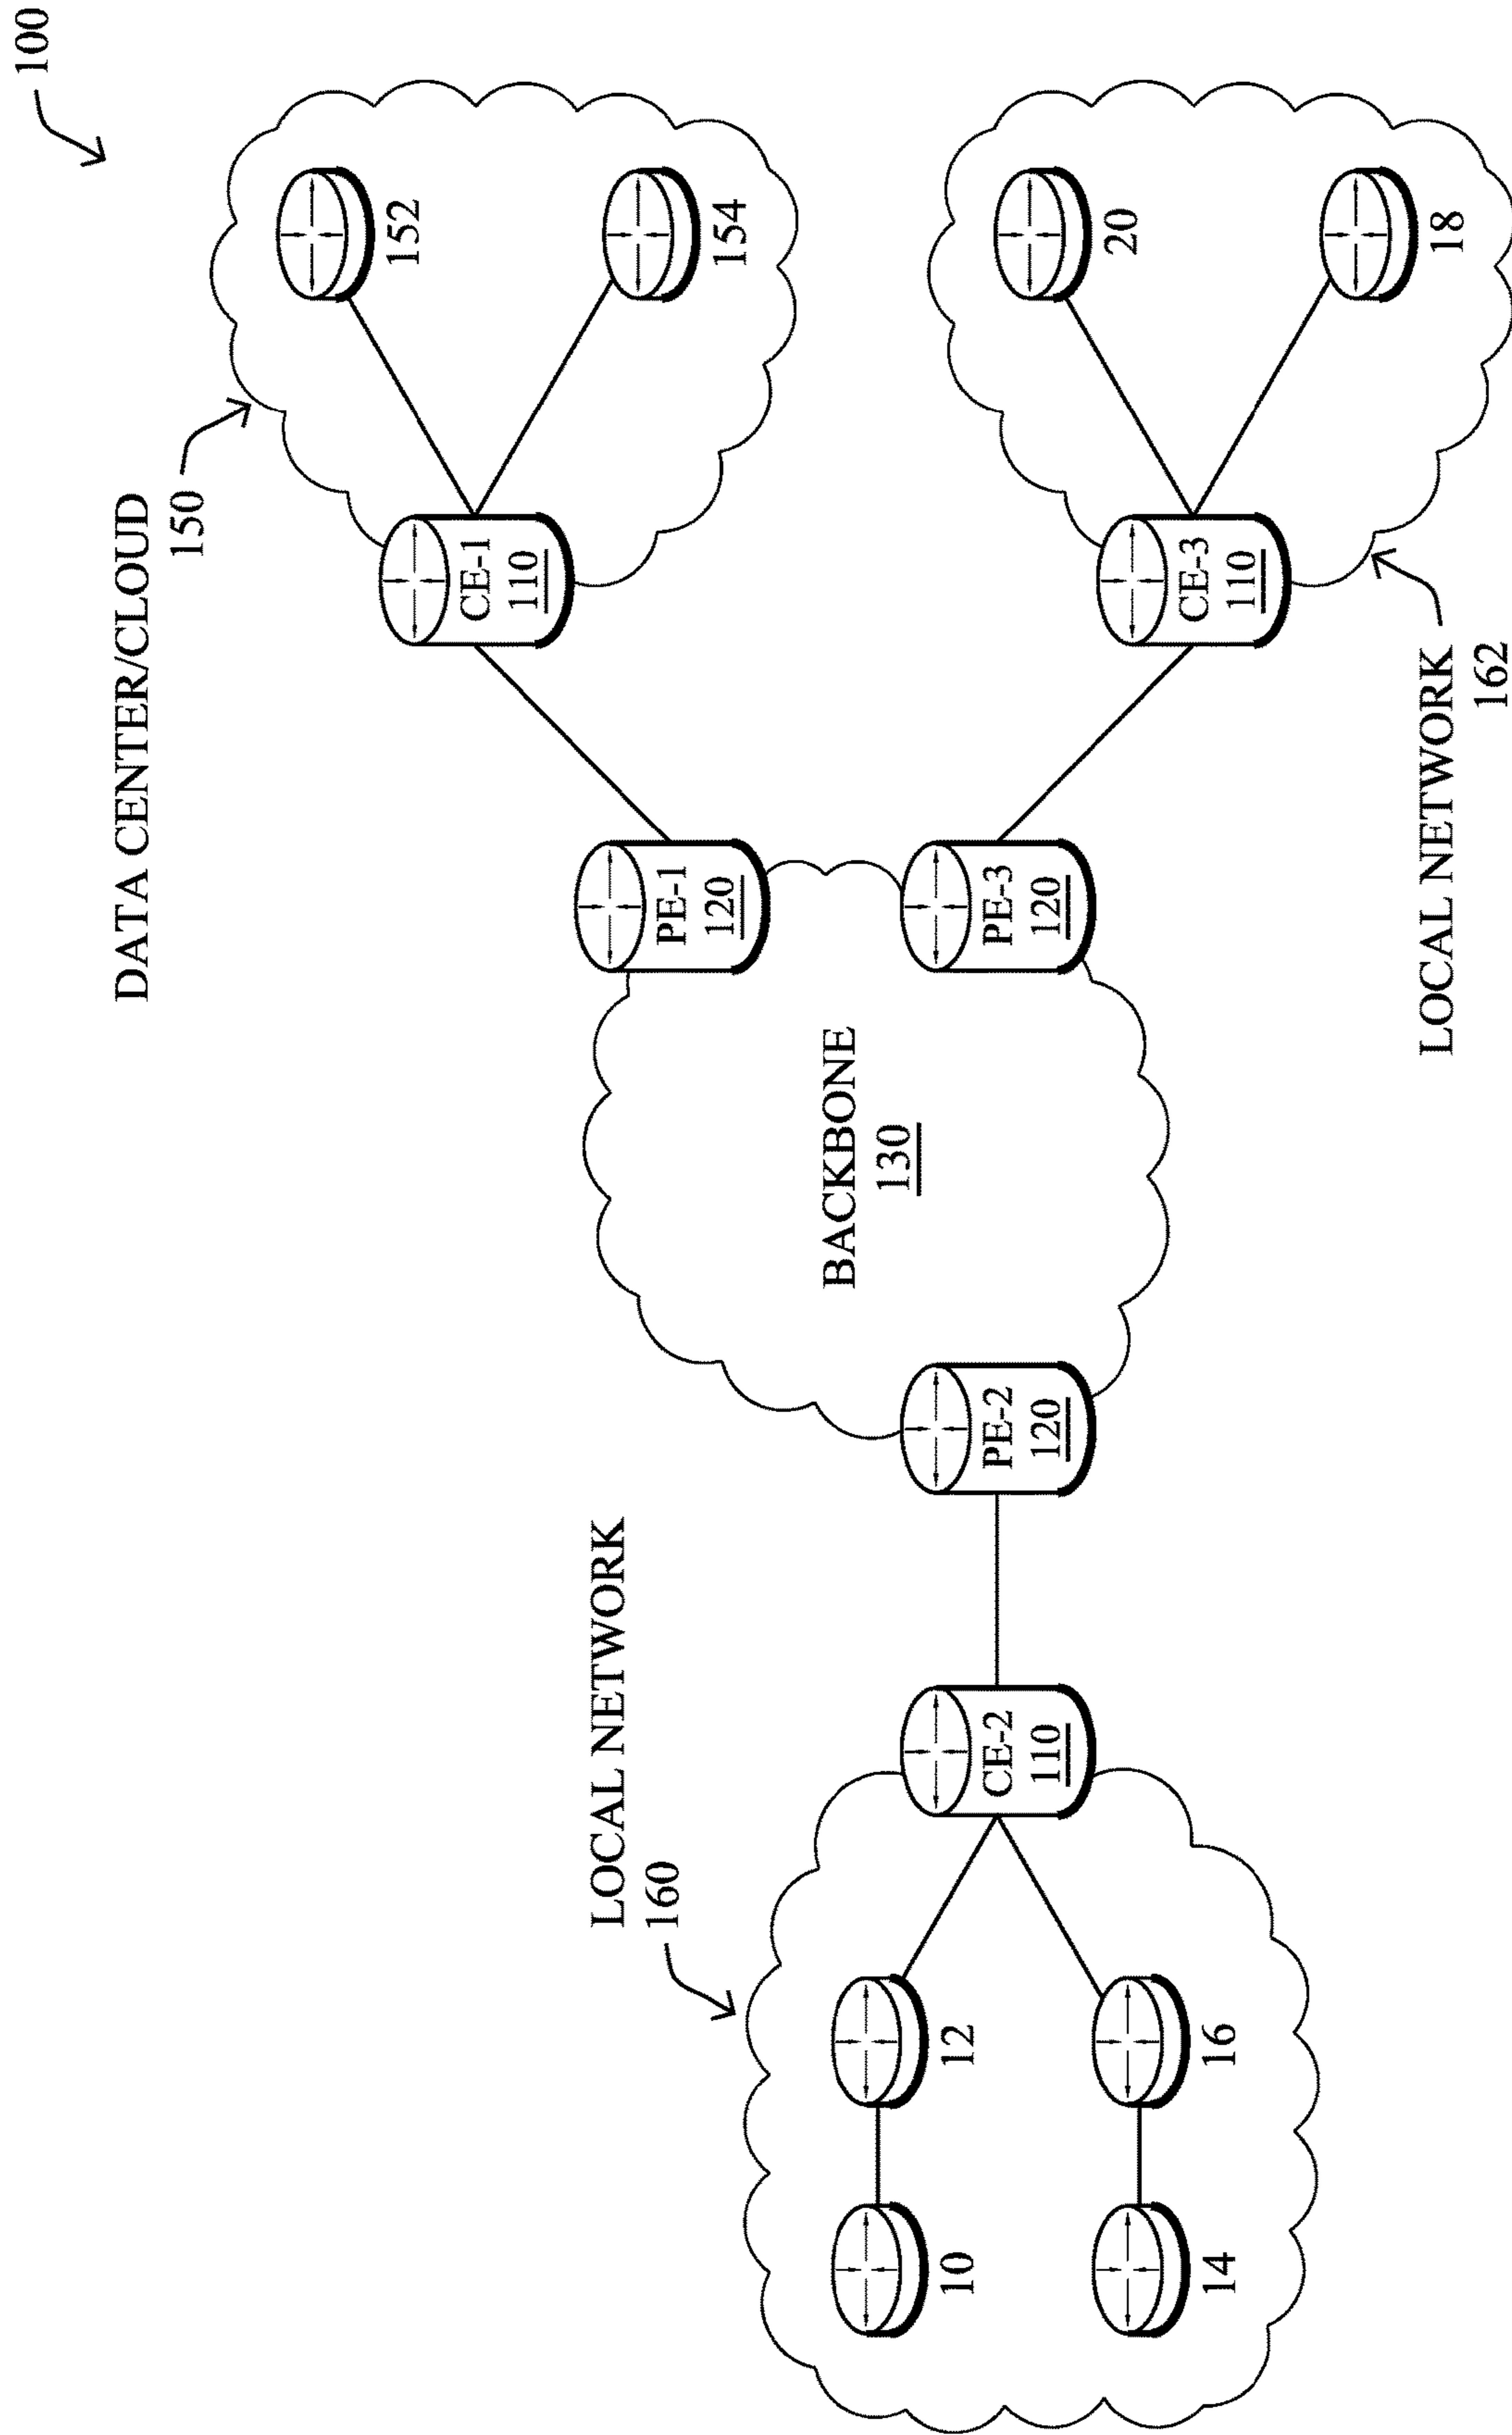 100
DATA CENTER/CLOUD
150
152
154
CE-1
110
PE-1
120
BACKBONE
130
PE-3
120
CE-3
110
20
18
LOCAL NETWORK
162
PE-2
120
LOCAL NETWORK
160
CE-2
110
12
10
16
14